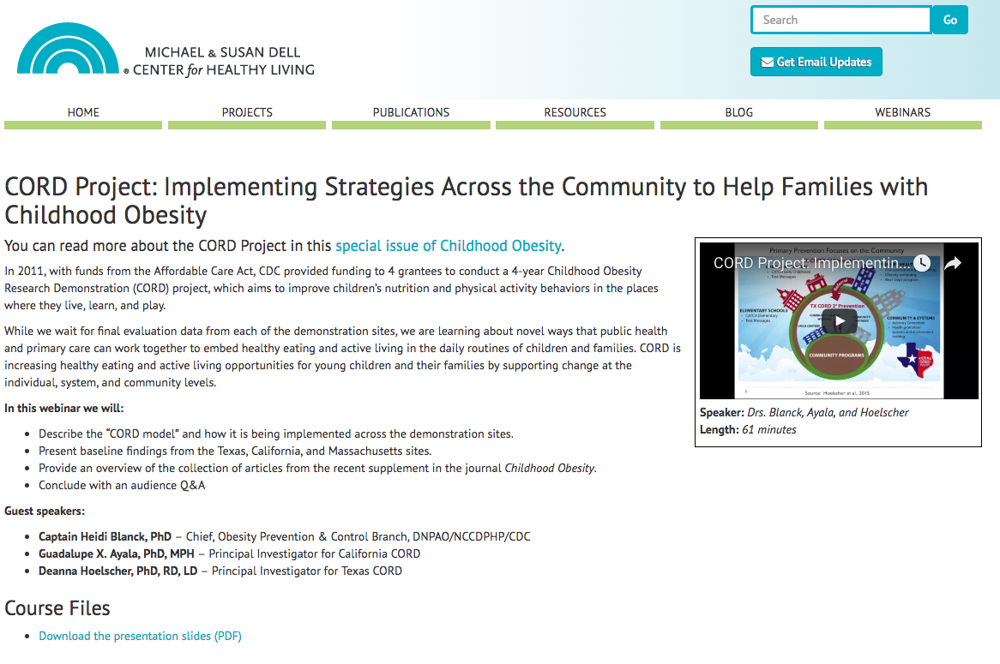 MICHAEL & SUSAN DELL
® CENTER for HEALTHY LIVING
Search
Go
Get Email Updates
HOME
PROJECTS
PUBLICATIONS
RESOURCES
BLOG
WEBINARS
CORD Project: Implementing Strategies Across the Community to Help Families with
Childhood Obesity
You can read more about the CORD Project in this special issue of Childhood Obesity.
In 2011, with funds from the Affordable Care Act, CDC provided funding to 4 grantees to conduct a 4-year Childhood Obesity
Research Demonstration (CORD) project, which aims to improve children's nutrition and physical activity behaviors in the places
where they live, learn, and play.
While we wait for final evaluation data from each of the demonstration sites, we are learning about novel ways that public health
and primary care can work together to embed healthy eating and active living in the daily routines of children and families. CORD is
increasing healthy eating and active living opportunities for young children and their families by supporting change at the
individual, system, and community levels.
In this webinar we will:
• Describe the “CORD model” and how it is being implemented across the demonstration sites.
• Present baseline findings from the Texas, California, and Massachusetts sites.
• Provide an overview of the collection of articles from the recent supplement in the journal Childhood Obesity.
• Conclude with an audience Q&A
Guest speakers:
• Captain Heidi Blanck, PhD – Chief, Obesity Prevention & Control Branch, DNPAO/NCCDPHP/CDC
• Guadalupe X. Ayala, PhD, MPH – Principal Investigator for California CORD
• Deanna Hoelscher, PhD, RD, LD – Principal Investigator for Texas CORD
Course Files
• Download the presentation slides (PDF)
Primary Prevention Focuses on the Community
CORD Project: Implementin...
• Text Messages
ELEMENTARY SCHOOLS
• CATCH Elementary
• Text Messages
TX CORD 2° Prevention
COMMUNITY & SYSTEMS
• Advisory Committee
• Health promotion
COMMUNITY PROGRAMS
Source: Hoelscher et al., 2015
Speaker: Drs. Blanck, Ayala, and Hoelscher
Length: 61 minutes